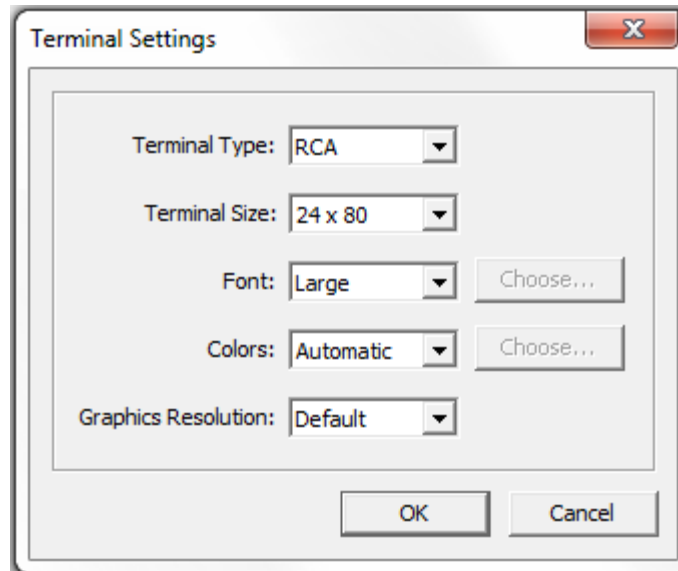 Terminal Settings
Terminal Type: RCA
Terminal Size: 24 x 80
Font: Large Choose...
Colors: Automatic Choose...
Graphics Resolution: Default
OK Cancel